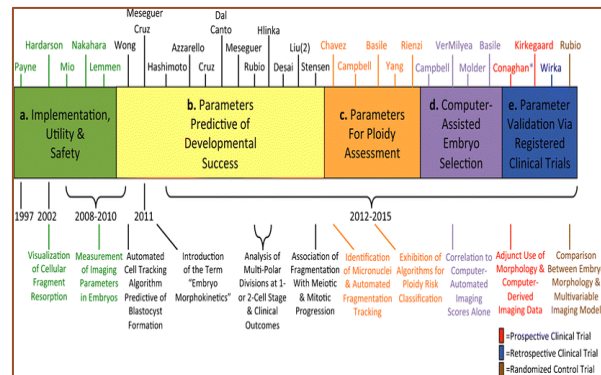 Dal
Meseguer Canto Hlinka
Hardarson Nakahara Cruz Azzarello Meseguer Liu(2) Chavez Basile Rienzi VerMilyea Basile Kirkegaard Rubio
Wong
Payne Mio Lemmen Hashimoto Cruz Rubio Desai Stensen Campbell Yang Campbell Molder Conaghan* Wirka
a. Implementation,
Utility &
Safety
b. Parameters
Predictive of
Developmental
Success
c. Parameters
For Ploidy
Assessment
d. Computer-
Assisted
Embryo
Selection
e. Parameter
Validation Via
Registered
Clinical Trials
1997 2002 2008-2010 2011 2012-2015
Visualization
of Cellular
Fragment
Resorption
Measurement
of Imaging
Parameters
in Embryos
Automated
Cell Tracking
Algorithm
Predictive of
Blastocyst
Formation
Introduction
of the Term
"Embryo
Morphokinetics"
Analysis of
Multi-Polar
Divisions at 1-
or 2-Cell Stage
& Clinical
Outcomes
Association of
Fragmentation
With Meiotic
& Mitotic
Progression
Identification
of Micronuclei
& Automated
Fragmentation
Tracking
Exhibition of
Algorithms for
Ploidy Risk
Classification
Correlation to
Computer-
Automated
Imaging
Scores Alone
Adjunct Use of
Morphology &
Computer-
Derived
Imaging Data
Comparison
Between Embryo
Morphology &
Multivariable
Imaging Model
=Prospective Clinical Trial
=Retrospective Clinical Trial
=Randomized Control Trial